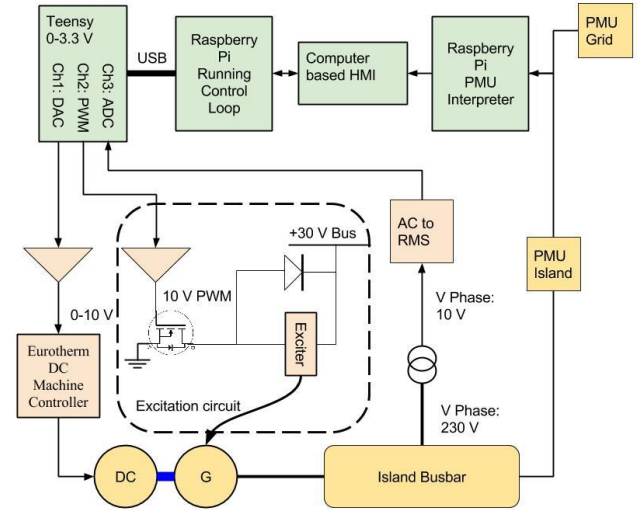 Teensy
0-3.3 V
Ch1: DAC
Ch2: PWM
Ch3: ADC
USB
Raspberry
Pi
Running
Control
Loop
Computer
based HMI
Raspberry
Pi
PMU
Interpreter
PMU
Grid
AC to
RMS
PMU
Island
+30 V Bus
10 V PWM
0-10 V
Exciter
Eurotherm
DC
Machine
Controller
Excitation circuit
V Phase:
10 V
V Phase:
230 V
DC
G
Island Busbar